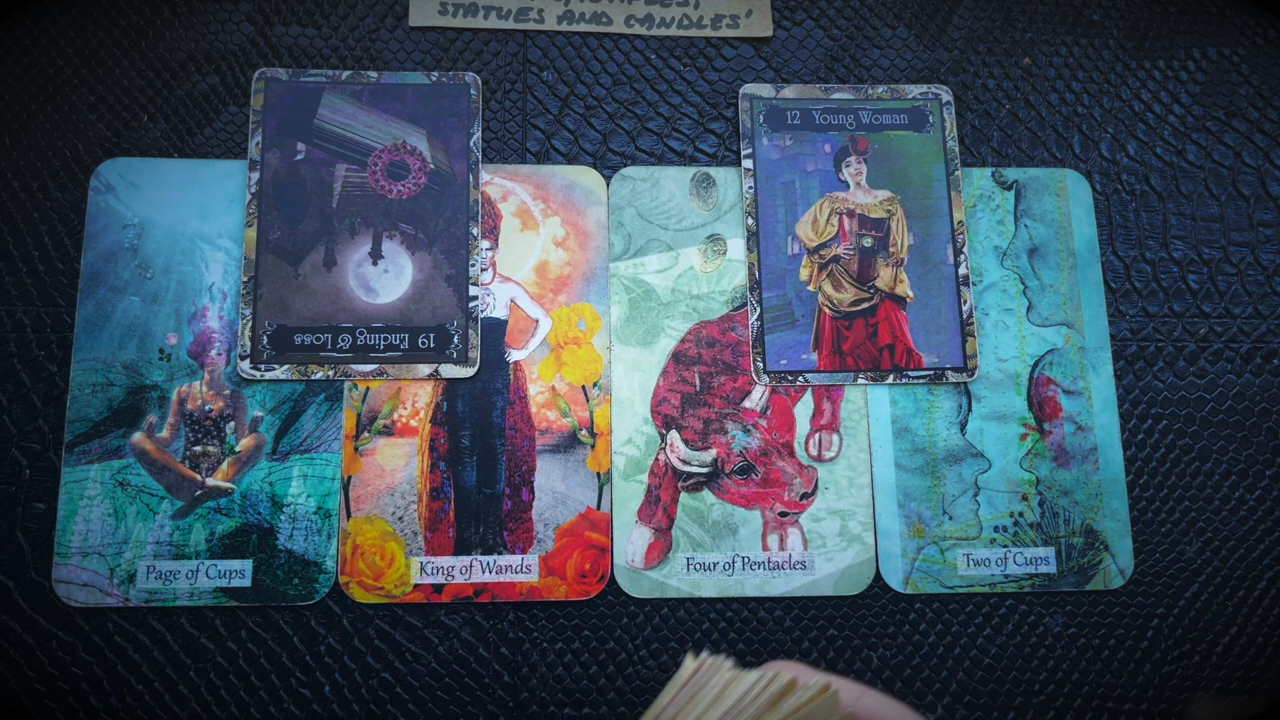 STATUES AND CANDLES'
12 Young Woman
19 Ending & Loss
Page of Cups
King of Wands
Four of Pentacles
Two of Cups